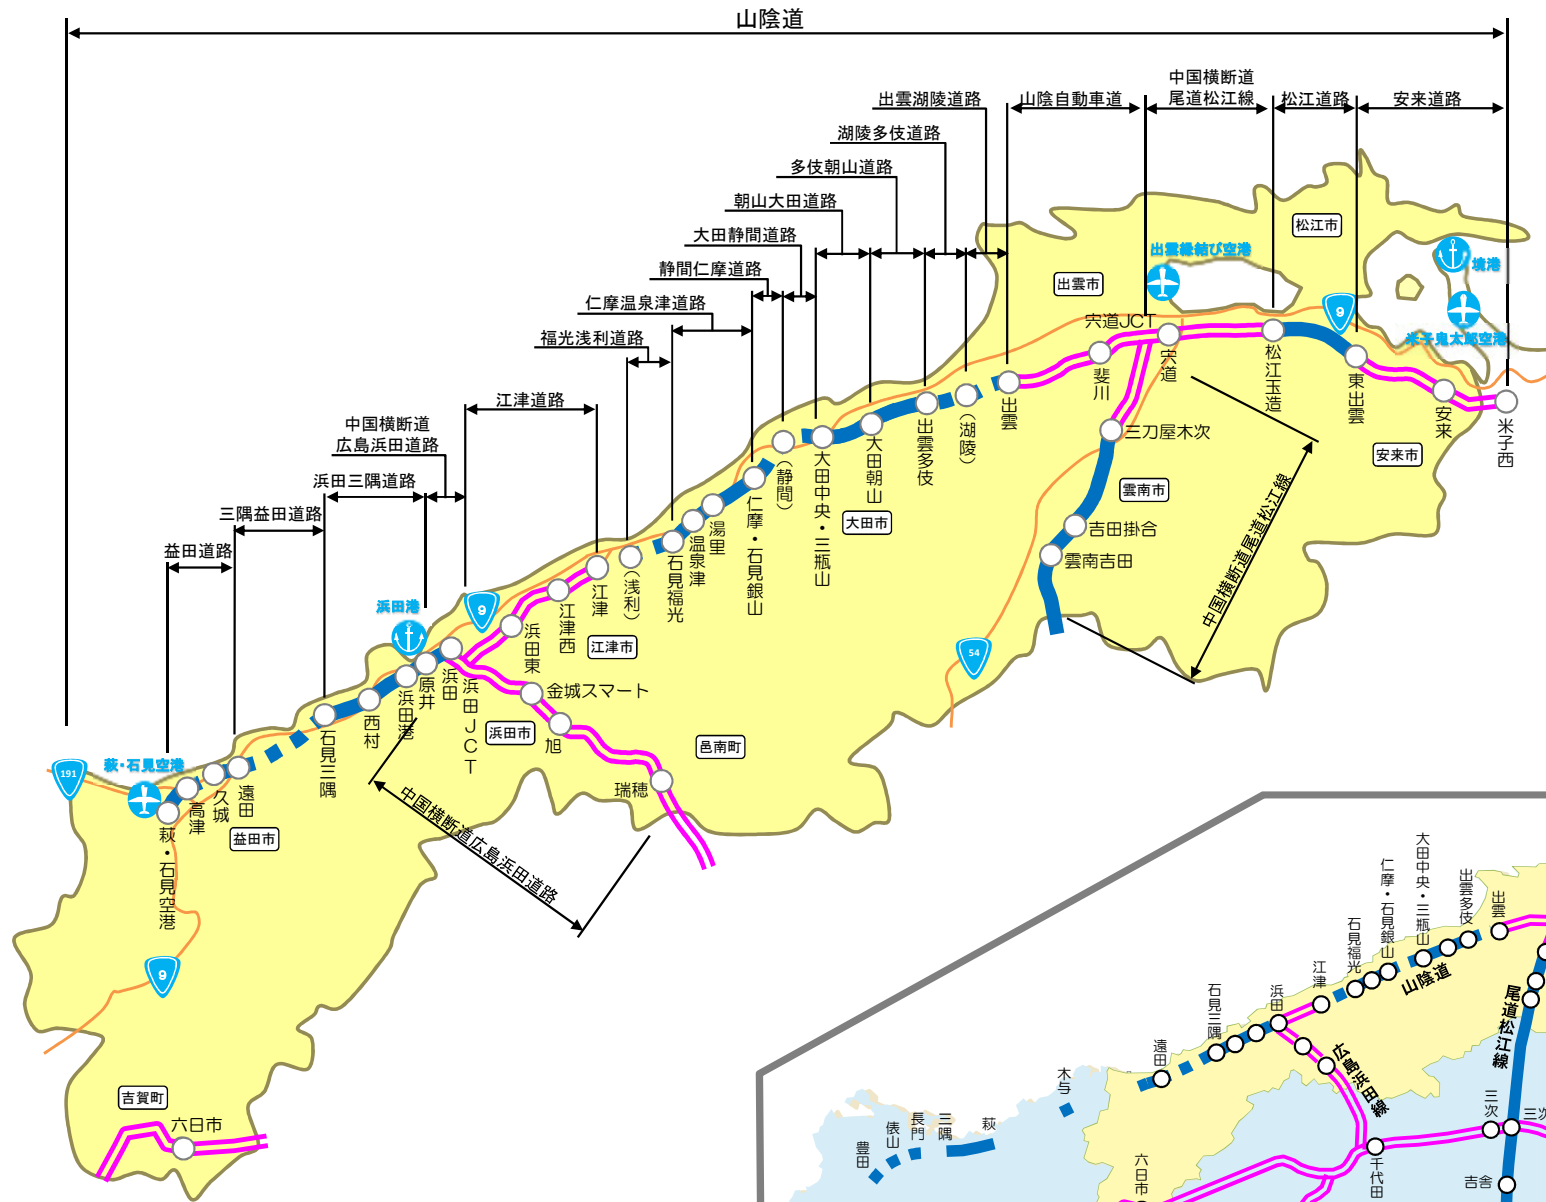 山陰道
中国横断道
尾道松江線
出雲湖陵道路
山陰自動車道
松江道路
安来道路
湖陵多伎道路
多伎朝山道路
朝山大田道路
大田静間道路
静間仁摩道路
仁摩温泉津道路
福光浅利道路
江津道路
中国横断道
広島浜田道路
浜田三隅道路
三隅益田道路
益田道路
松江市
出雲縁結び空港
境港
出雲市
9
米子鬼太郎空港
宍道JCT
宍道
斐川
松江玉造
東出雲
安来
米子西
出雲
(湖陵)
出雲多伎
大田朝山
大田中央・三瓶山
(静間)
仁摩・石見銀山
湯里
温泉津
石見福光
(浅利)
江津
江津西
浜田東
三刀屋木次
安来市
雲南市
大田市
吉田掛合
雲南吉田
中国横断道尾道松江線
54
浜田港
9
江津市
浜田
原井
浜田港
浜田JCT
西村
石見三隅
金城スマート
旭
浜田市
邑南町
瑞穂
中国横断道広島浜田道路
191
萩・石見空港
遠田
久城
高津
萩・石見空港
益田市
9
吉賀町
六日市
大田中央・三瓶山
仁摩・石見銀山
出雲多伎
出雲
石見福光
江津
山陰道
浜田
石見三隅
尾道松江線
遠田
広島浜田線
木与
萩
三隅
長門
俵山
豊田
三次
三次
千代田
六日市
吉舎